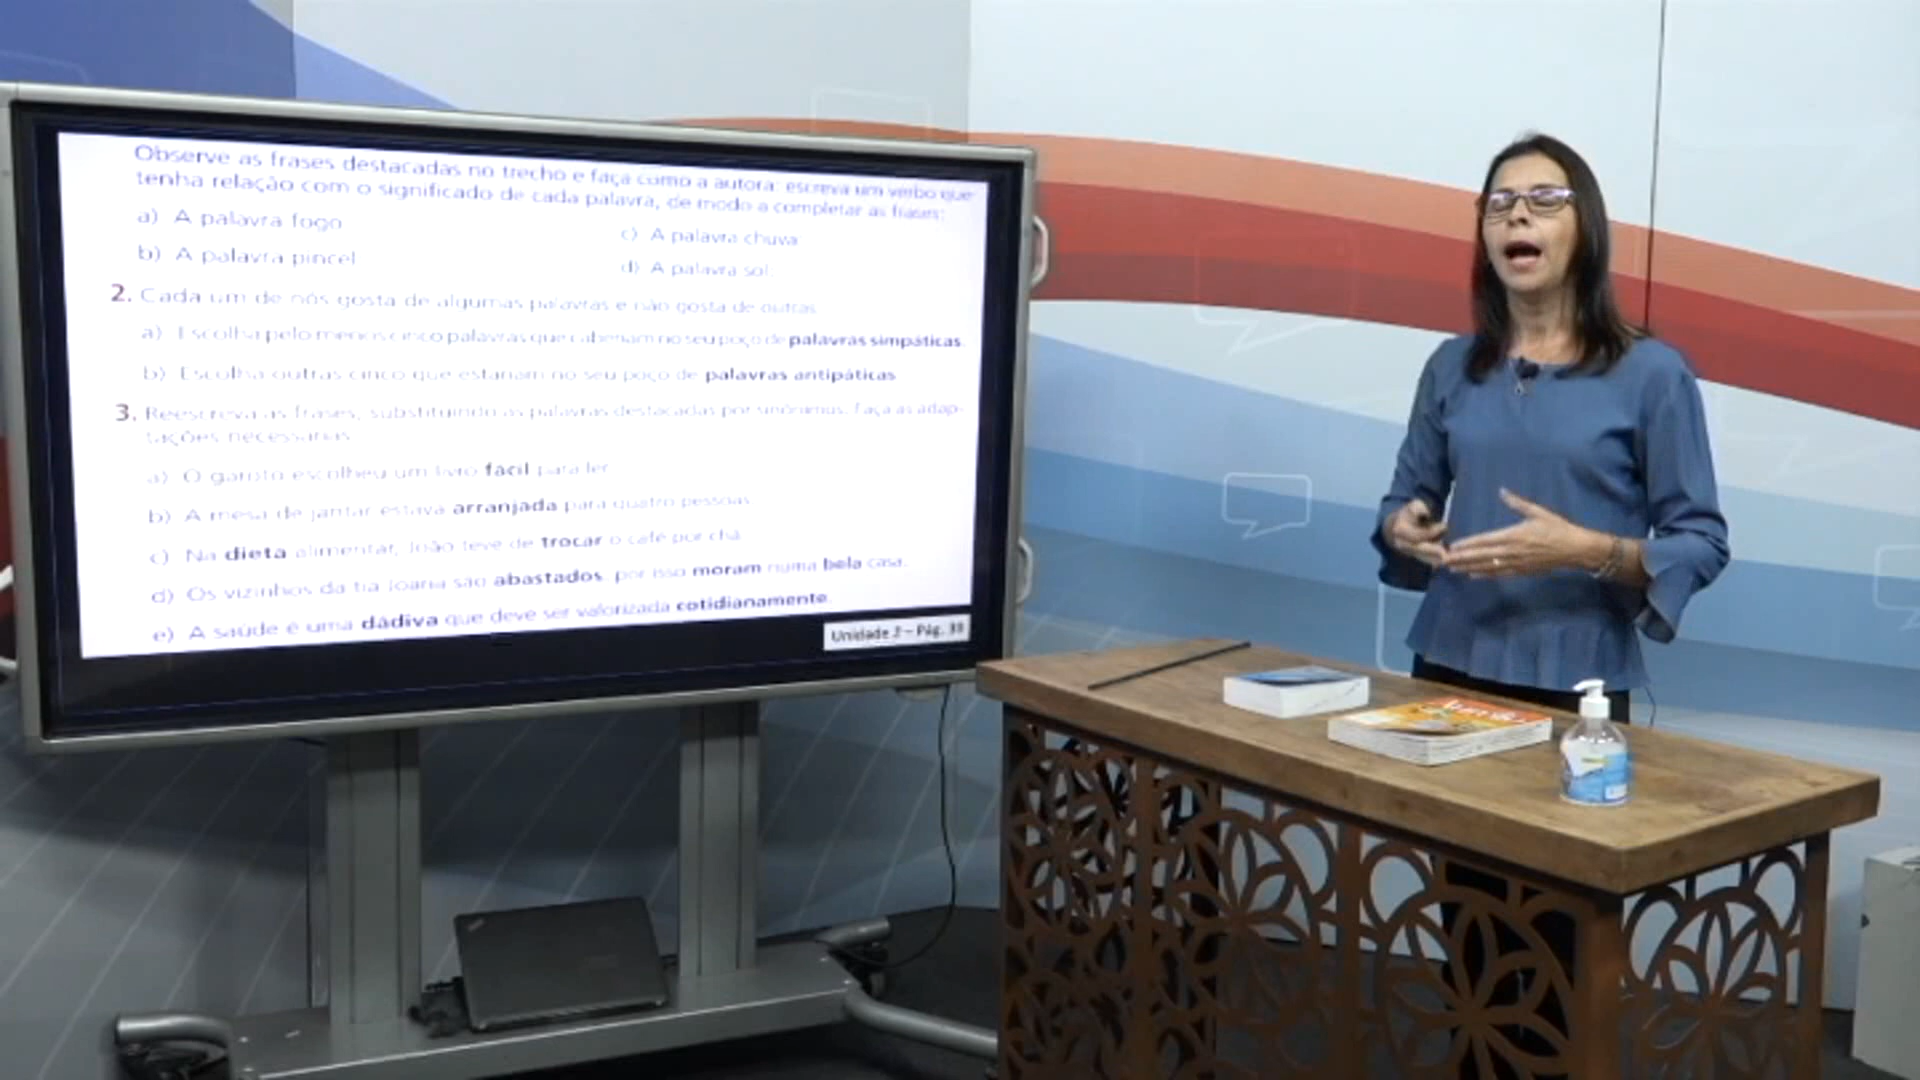 Observe as frases destacadas no trecho e faça como a autora: escreva um verbo que
tenha relação com o significado de cada palavra, de modo a completar as frases:
a) A palavra fogo
c) A palavra chuva
b) A palavra pincel
d) A palavra sol
2. Cada um de nós gosta de algumas palavras e não gosta de outras
a) Escolha pelo menos cinco palavras que caberiam no seu poço de palavras simpáticas.
b) Escolha outras cinco que estariam no seu poço de palavras antipáticas
3. Reescreva as frases, substituindo as palavras destacadas por sinônimos. Faça as adap-
tações necessárias
a) O garoto escolheu um livro fácil para ler
b) A mesa de jantar estava arranjada para quatro pessoas
c) Na dieta alimentar, João teve de trocar o café por chá
d) Os vizinhos da tia Joana são abastados, por isso moram numa bela casa.
e) A saúde é uma dádiva que deve ser valorizada cotidianamente.
Unidade 2 – Pág.